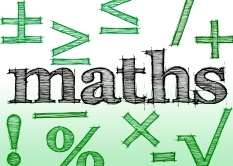 ± ≥ ≤ / +
maths
! % × - √